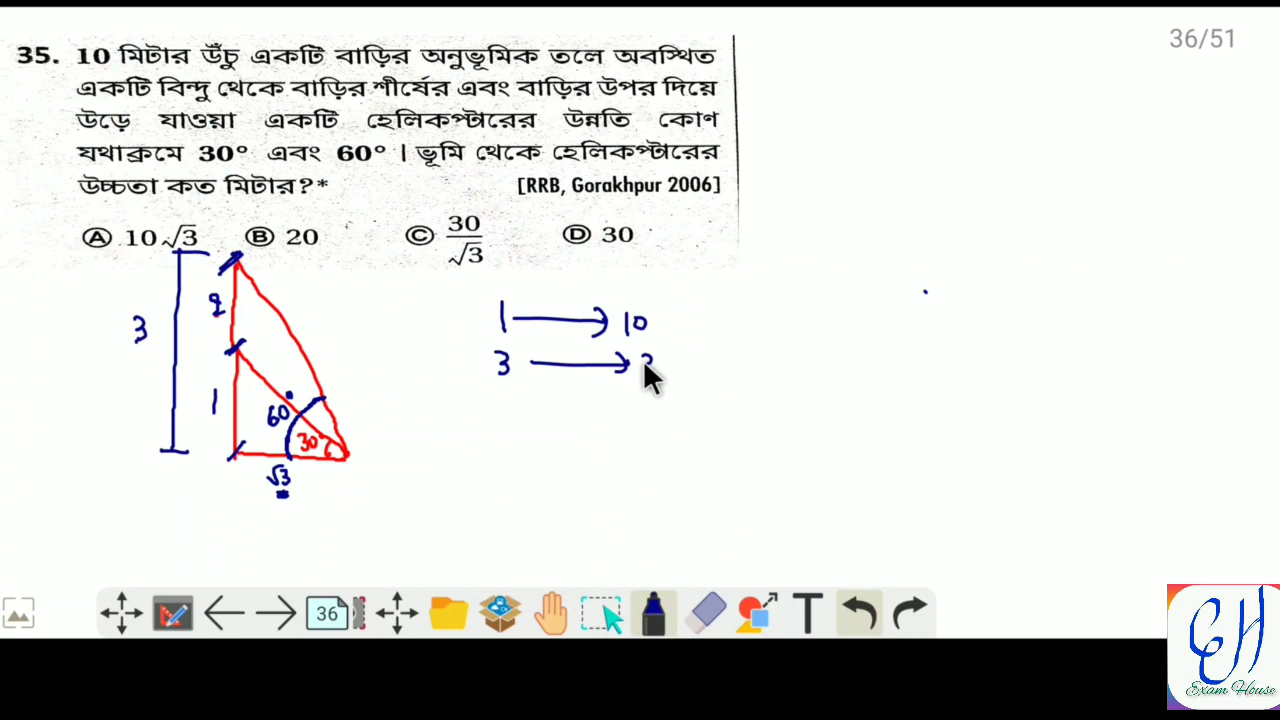 36/51
35. 10 মিটার উঁচু একটি বাড়ির অনুভূমিক তলে অবস্থিত
একটি বিন্দু থেকে বাড়ির শীর্ষের এবং বাড়ির উপর দিয়ে
উড়ে যাওয়া একটি হেলিকপ্টারের উন্নতি কোণ
যথাক্রমে 30° এবং 60° । ভূমি থেকে হেলিকপ্টারের
উচ্চতা কত মিটার?* [RRB, Gorakhpur 2006]
Ⓐ 10√3 Ⓑ 20 Ⓒ 30/√3 Ⓓ 30
3
2
1
60°
30
√3
1 → 10
3 →
36
T
EH
Exam House